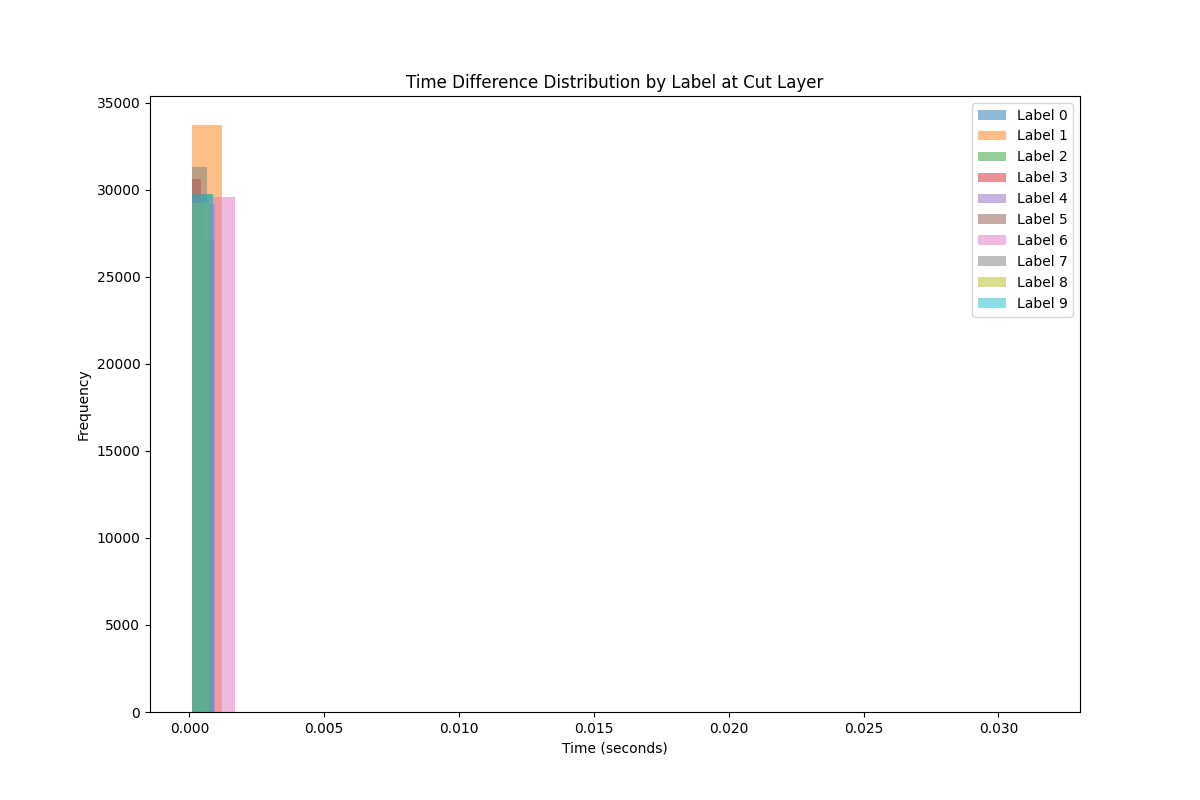 Time Difference Distribution by Label at Cut Layer
35000
30000
25000
20000
15000
10000
5000
0
Frequency
Label 0
Label 1
Label 2
Label 3
Label 4
Label 5
Label 6
Label 7
Label 8
Label 9
0.000 0.005 0.010 0.015 0.020 0.025 0.030
Time (seconds)